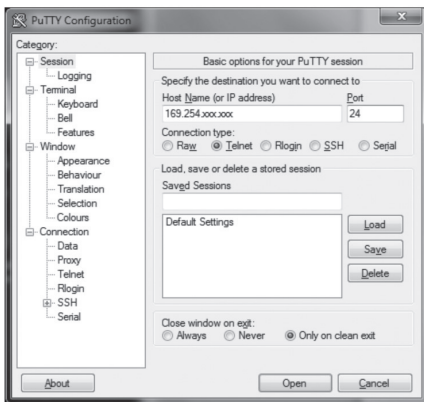 PuTTY Configuration
Category:
Session
Logging
Terminal
Keyboard
Bell
Features
Window
Appearance
Behaviour
Translation
Selection
Colours
Connection
Data
Proxy
Telnet
Rlogin
SSH
Serial
Basic options for your PuTTY session
Specify the destination you want to connect to
Host Name (or IP address) Port
169.254.xxx.xxx 24
Connection type:
Raw Telnet Rlogin SSH Serial
Load, save or delete a stored session
Saved Sessions
Default Settings
Load
Save
Delete
Close window on exit:
Always Never Only on clean exit
About Open Cancel